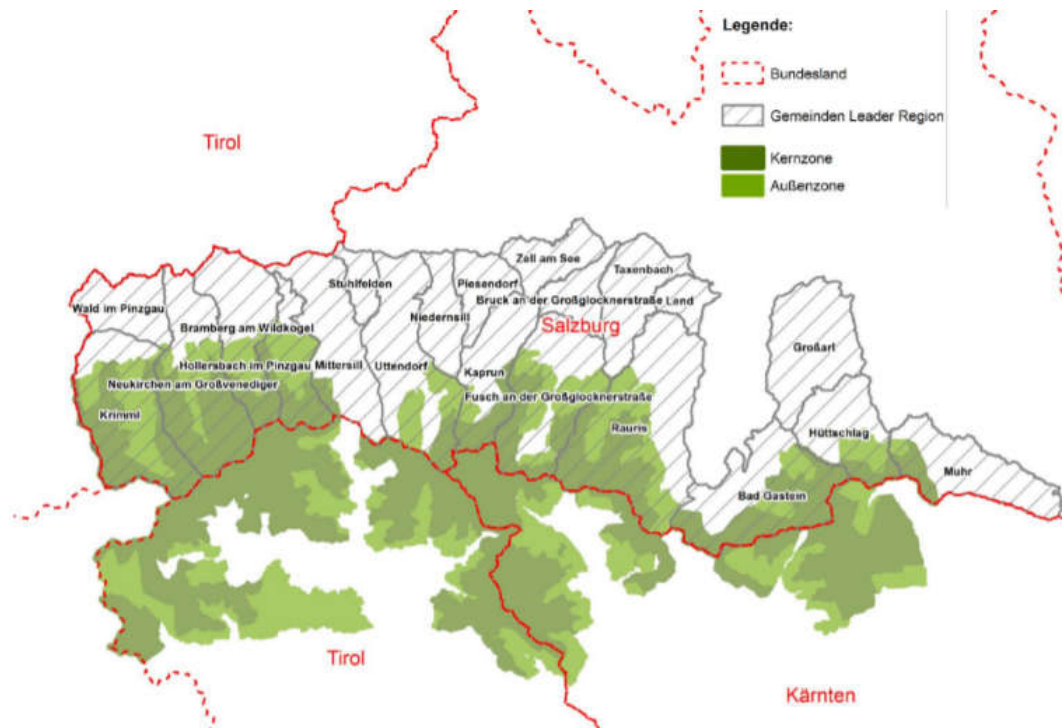 Legende:
Bundesland
Gemeinden Leader Region
Kernzone
Außenzone
Tirol
Zell am See
Taxenbach
Stuhlfelden
Piesendorf
Wald im Pinzgau
Niedernsill
Bruck an der Großglocknerstraße
Lend
Bramberg am Wildkogel
Salzburg
Großarl
Hollersbach im Pinzgau
Mittersill
Uttendorf
Kaprun
Neukirchen am Großvenediger
Fusch an der Großglocknerstraße
Krimml
Rauris
Hüttschlag
Muhr
Bad Gastein
Tirol
Kärnten